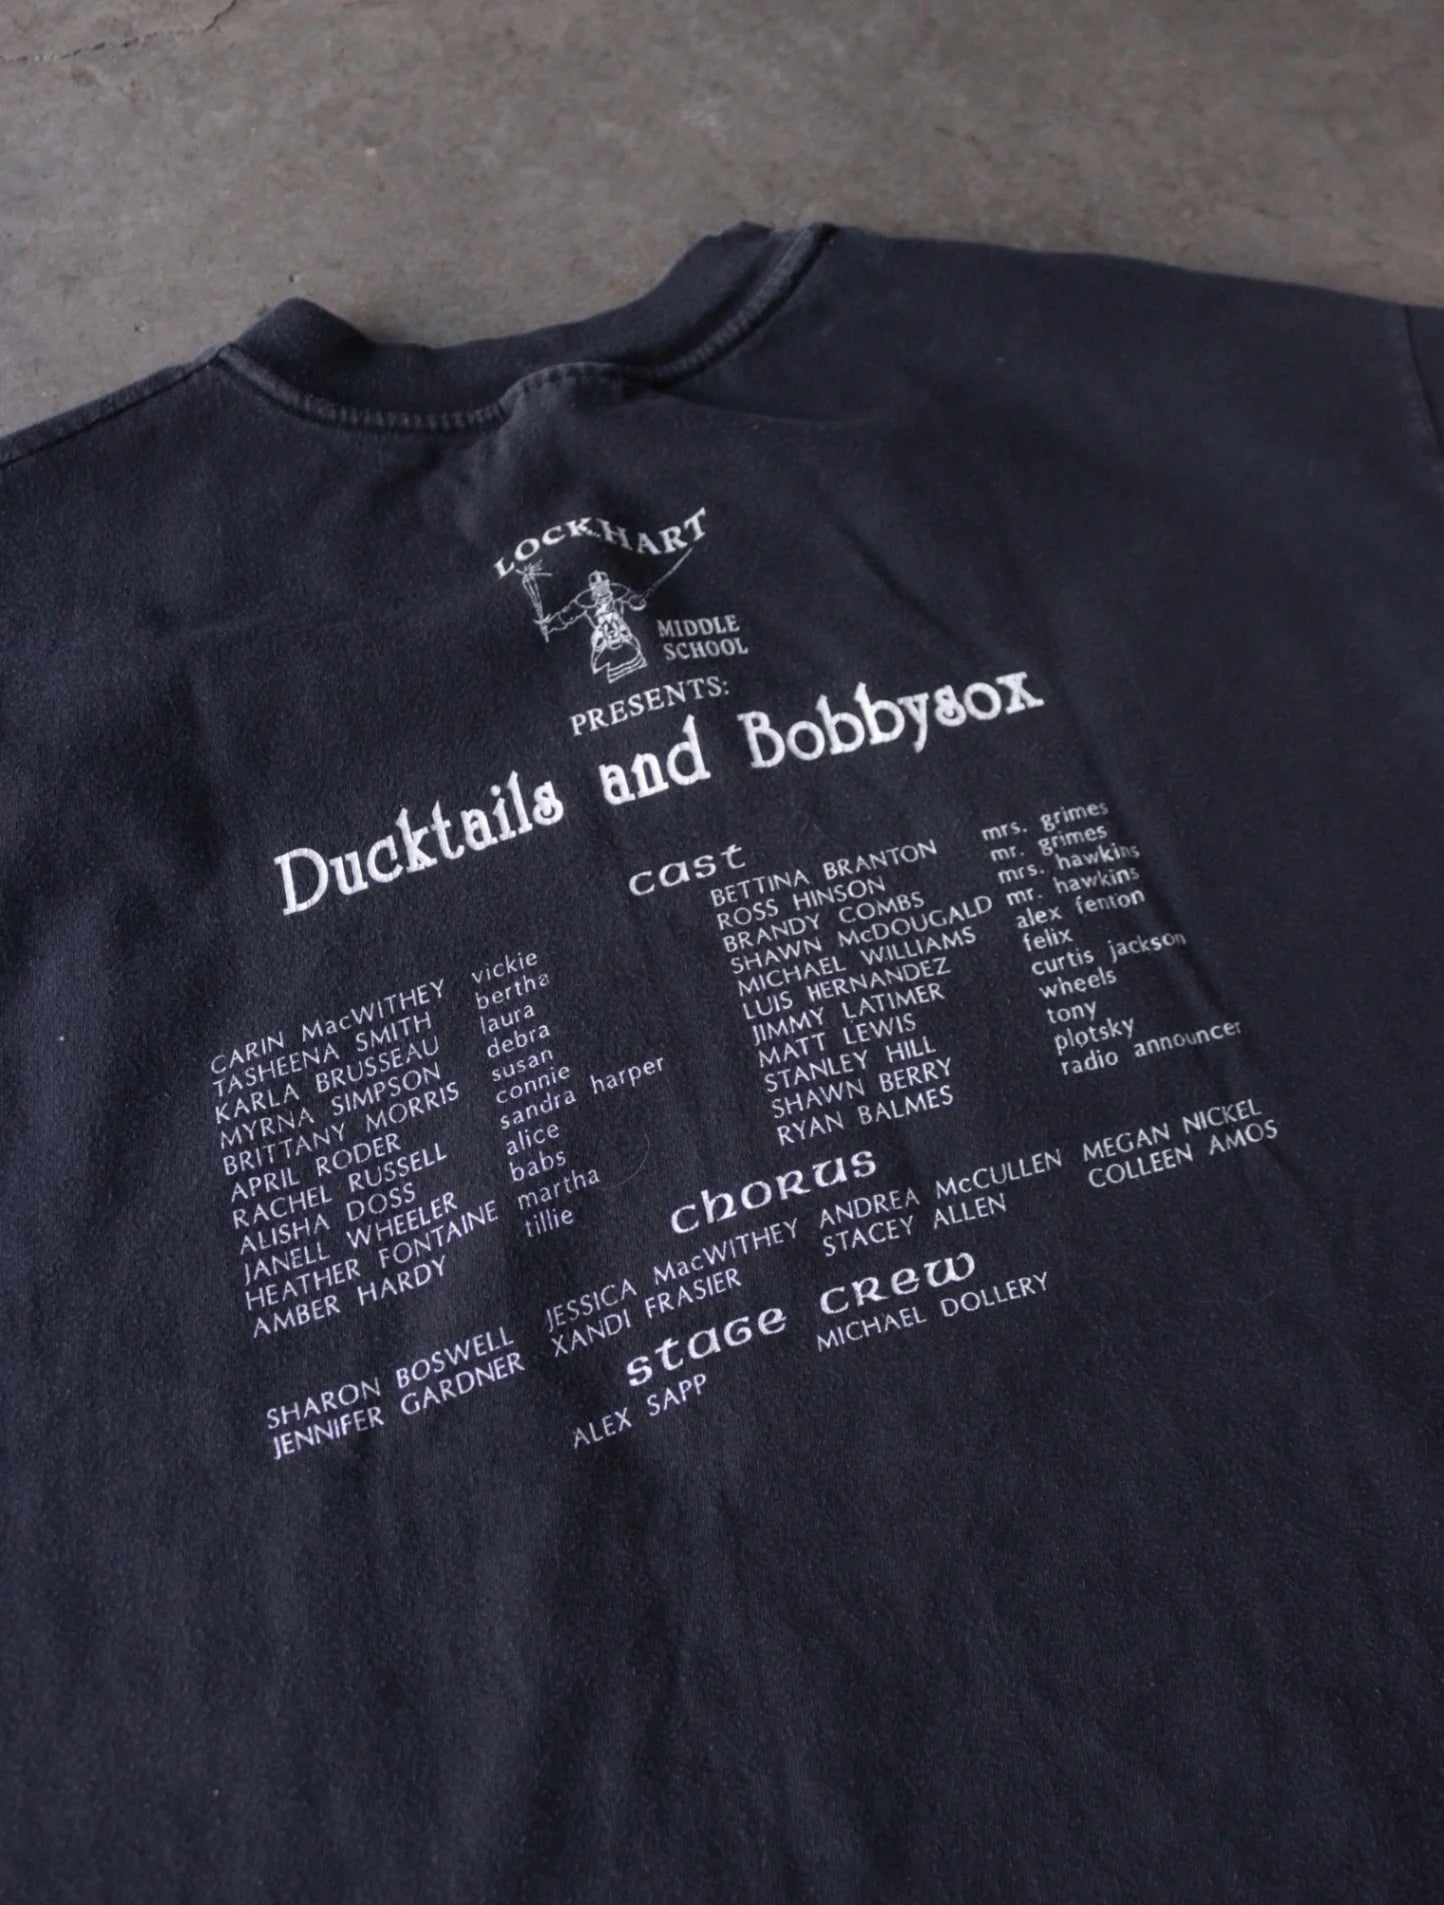 LOCKHART
MIDDLE
SCHOOL
PRESENTS:
Ducktails and Bobbysox
cast
CARIN MacWITHEY vickie
TASHEENA SMITH bertha
KARLA BRUSSEAU laura
MYRNA SIMPSON debra
BRITTANY MORRIS susan
APRIL RODER connie
RACHEL RUSSELL sandra harper
ALISHA DOSS alice
JANELL WHEELER babs
HEATHER FONTAINE martha
AMBER HARDY tillie
BETTINA BRANTON mrs. grimes
ROSS HINSON mr. grimes
BRANDY COMBS mrs. hawkins
SHAWN McDOUGALD mr. hawkins
MICHAEL WILLIAMS alex fenton
LUIS HERNANDEZ felix
JIMMY LATIMER curtis jackson
MATT LEWIS wheels
STANLEY HILL tony
SHAWN BERRY plotsky
RYAN BALMES radio announcer
chorus
SHARON BOSWELL JESSICA MacWITHEY ANDREA McCULLEN MEGAN NICKEL
JENNIFER GARDNER XANDI FRASIER STACEY ALLEN COLLEEN AMOS
stage crew
ALEX SAPP MICHAEL DOLLERY